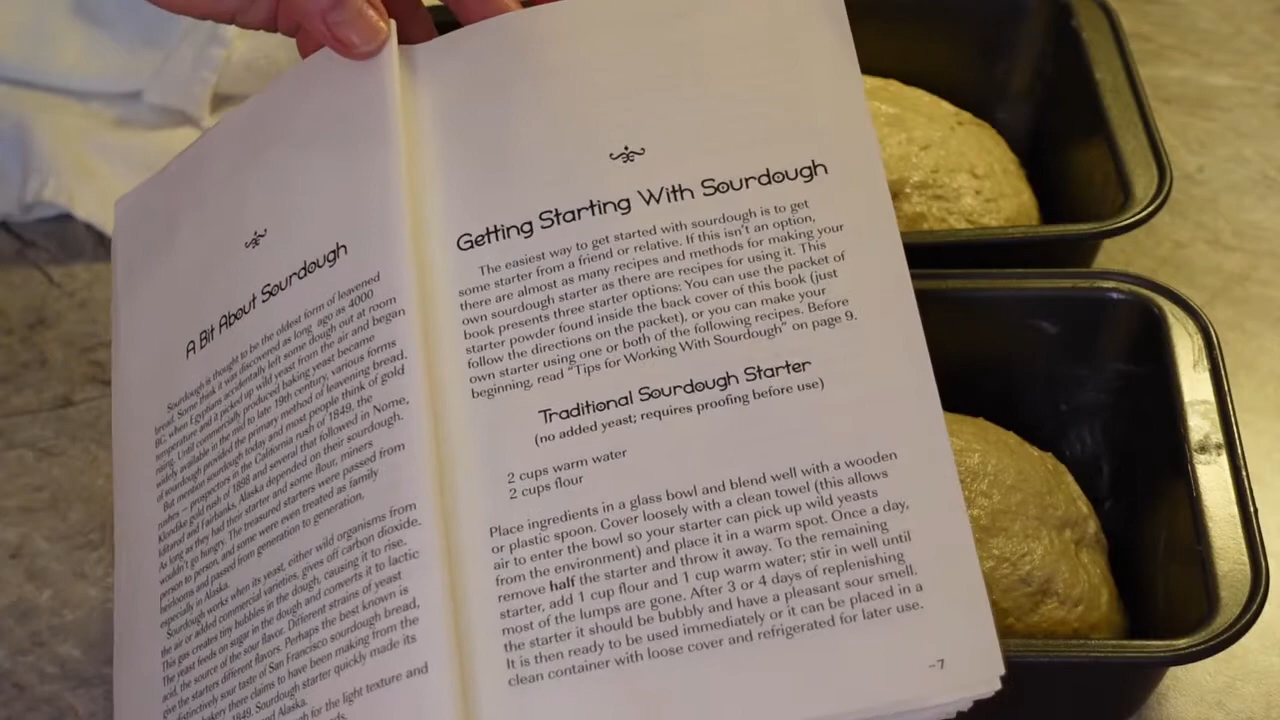 A Bit About Sourdough
Sourdough is thought to be the oldest form of leavened
bread. Some think it was discovered as long ago as 4000
BC when Egyptians accidentally left some dough out at room
temperature and it picked up wild yeast from the air and began
rising. Until commercially produced baking yeast became
widely available in the mid to late 19th century, various forms
of sourdough provided the primary method of leavening bread.
But mention sourdough today and most people think of gold
rushes — prospectors in the California rush of 1849, the
Klondike gold rush of 1898 and several that followed in Nome,
Iditarod and Fairbanks, Alaska depended on their sourdough.
As long as they had their starter and some flour, miners
wouldn't go hungry. The treasured starters were passed from
person to person, and some were even treated as family
heirlooms and passed from generation to generation,
especially in Alaska.
Sourdough works when its yeast, either wild organisms from
the air or added commercial varieties, gives off carbon dioxide.
This gas creates tiny bubbles in the dough, causing it to rise.
The yeast feeds on sugar in the dough and converts it to lactic
acid, the source of the sour flavor. Different strains of yeast
give the starters different flavors. Perhaps the best known is
distinctively sour taste of San Francisco sourdough bread,
bakery there claims to have been making from the
1849. Sourdough starter quickly made its
and Alaska.
for the light texture and
Getting Starting With Sourdough
The easiest way to get started with sourdough is to get
some starter from a friend or relative. If this isn't an option,
there are almost as many recipes and methods for making your
own sourdough starter as there are recipes for using it. This
book presents three starter options: You can use the packet of
starter powder found inside the back cover of this book (just
follow the directions on the packet), or you can make your
own starter using one or both of the following recipes. Before
beginning, read "Tips for Working With Sourdough" on page 9.
Traditional Sourdough Starter
(no added yeast; requires proofing before use)
2 cups warm water
2 cups flour
Place ingredients in a glass bowl and blend well with a wooden
or plastic spoon. Cover loosely with a clean towel (this allows
air to enter the bowl so your starter can pick up wild yeasts
from the environment) and place it in a warm spot. Once a day,
remove half the starter and throw it away. To the remaining
starter, add 1 cup flour and 1 cup warm water; stir in well until
most of the lumps are gone. After 3 or 4 days of replenishing
the starter it should be bubbly and have a pleasant sour smell.
It is then ready to be used immediately or it can be placed in a
clean container with loose cover and refrigerated for later use.
–7